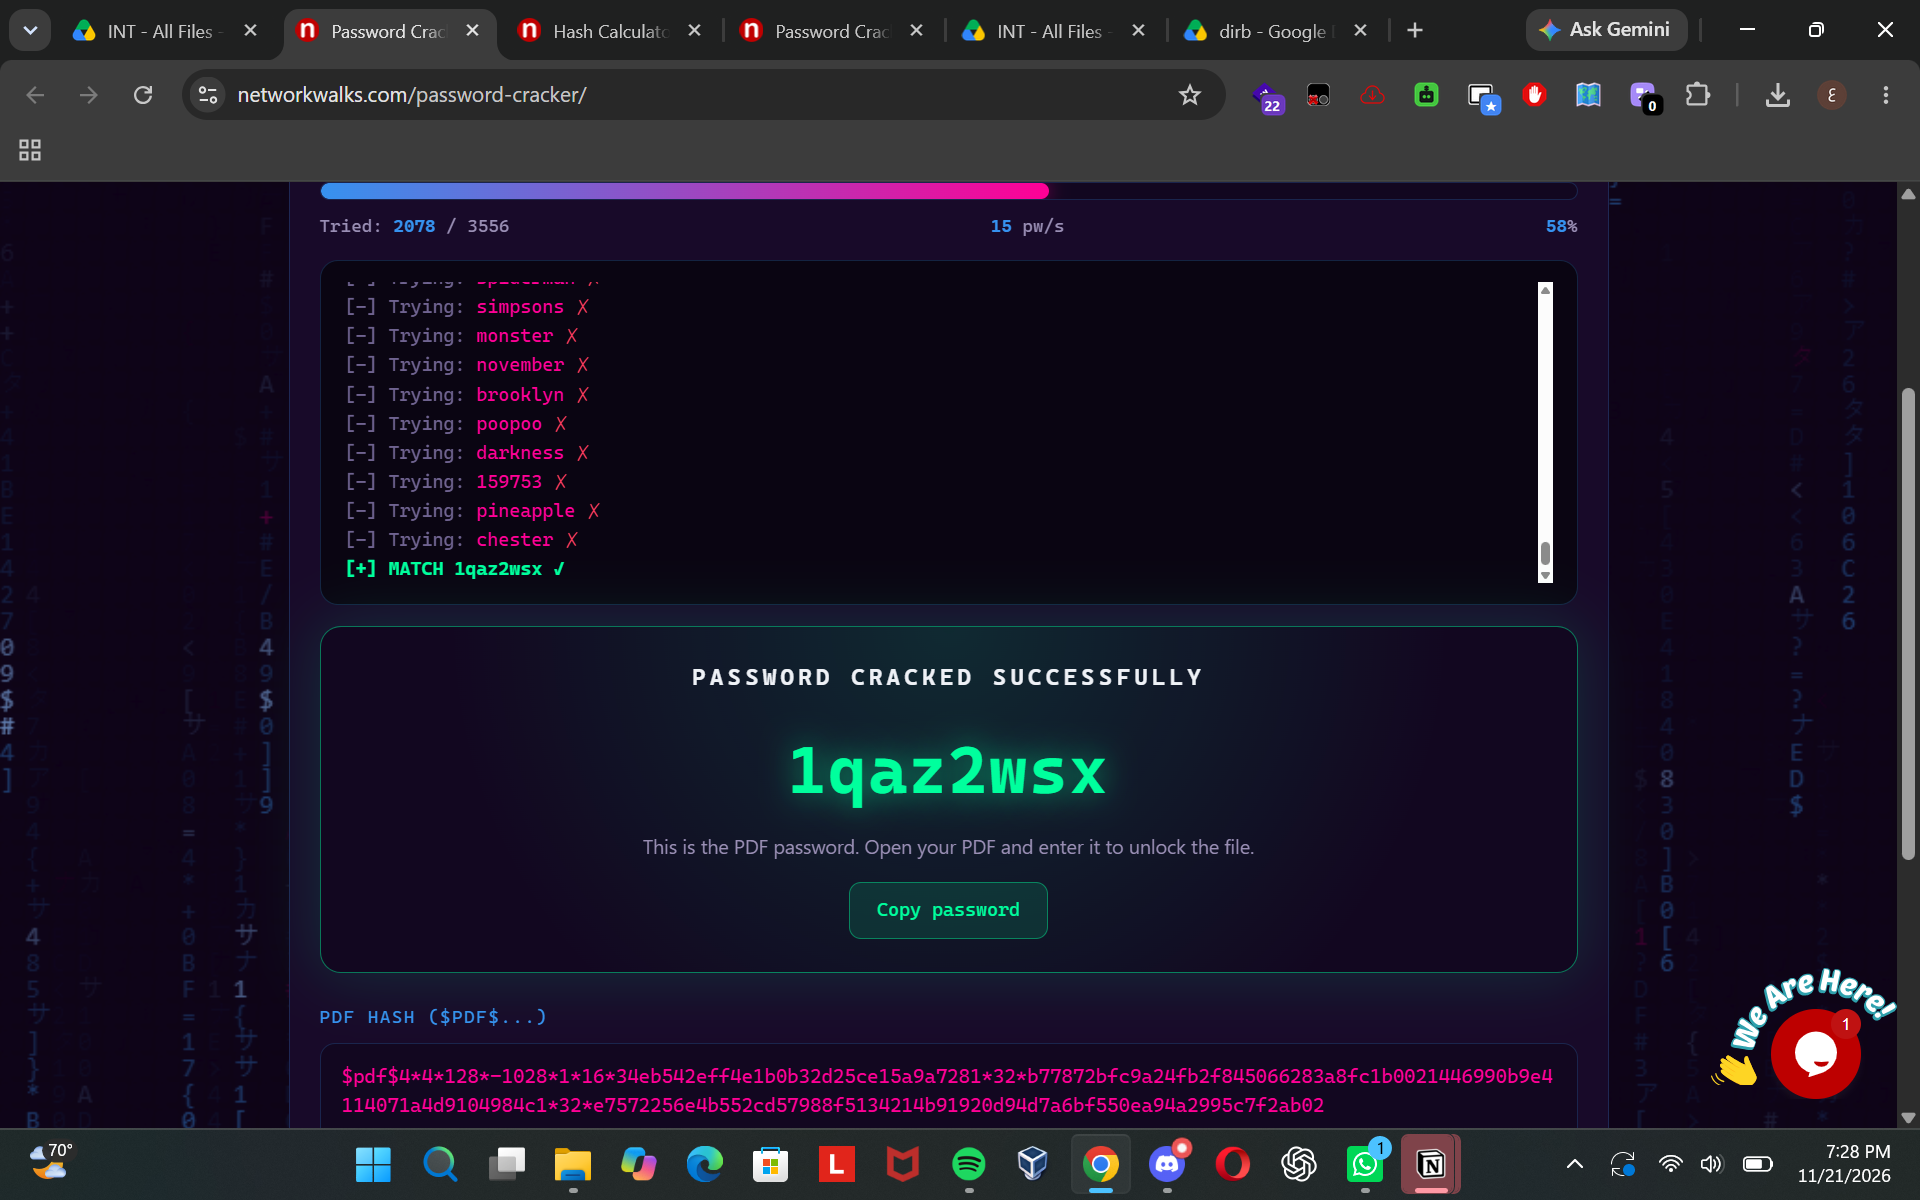 INT - All Files -
Password Crac
Hash Calculato
Password Crac
INT - All Files -
dirb - Google
Ask Gemini
networkwalks.com/password-cracker/
22
0
ε
Tried: 2078 / 3556
15 pw/s
58%
[-] Trying: simpsons ✗
[-] Trying: monster ✗
[-] Trying: november ✗
[-] Trying: brooklyn ✗
[-] Trying: poopoo ✗
[-] Trying: darkness ✗
[-] Trying: 159753 ✗
[-] Trying: pineapple ✗
[-] Trying: chester ✗
[+] MATCH 1qaz2wsx ✓
PASSWORD CRACKED SUCCESSFULLY
1qaz2wsx
This is the PDF password. Open your PDF and enter it to unlock the file.
Copy password
PDF HASH ($PDF$...)
$pdf$4*4*128*-1028*1*16*34eb542eff4e1b0b32d25ce15a9a7281*32*b77872bfc9a24fb2f845066283a8fc1b0021446990b9e4
114071a4d9104984c1*32*e7572256e4b552cd57988f5134214b91920d94d7a6bf550ea94a2995c7f2ab02
We Are Here!
1
70°
L
1
7:28 PM
11/21/2026